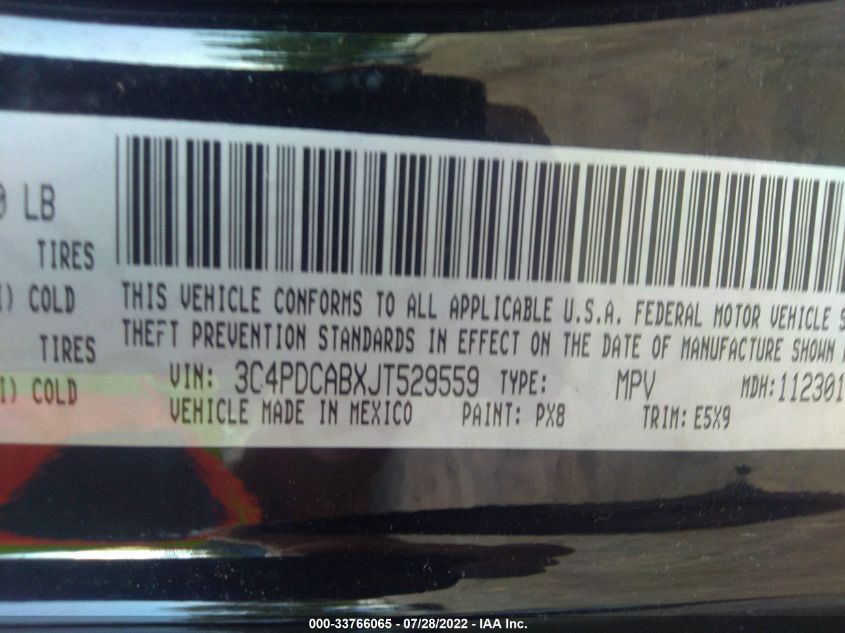 0 LB
TIRES
I) COLD
TIRES
I) COLD
THIS VEHICLE CONFORMS TO ALL APPLICABLE U.S.A. FEDERAL MOTOR VEHICLE S
THEFT PREVENTION STANDARDS IN EFFECT ON THE DATE OF MANUFACTURE SHOWN
VIN: 3C4PDCABXJT529559 TYPE: MPV MDH: 112301
VEHICLE MADE IN MEXICO PAINT: PX8 TRIM: E5X9
000-33766065 - 07/28/2022 - IAA Inc.